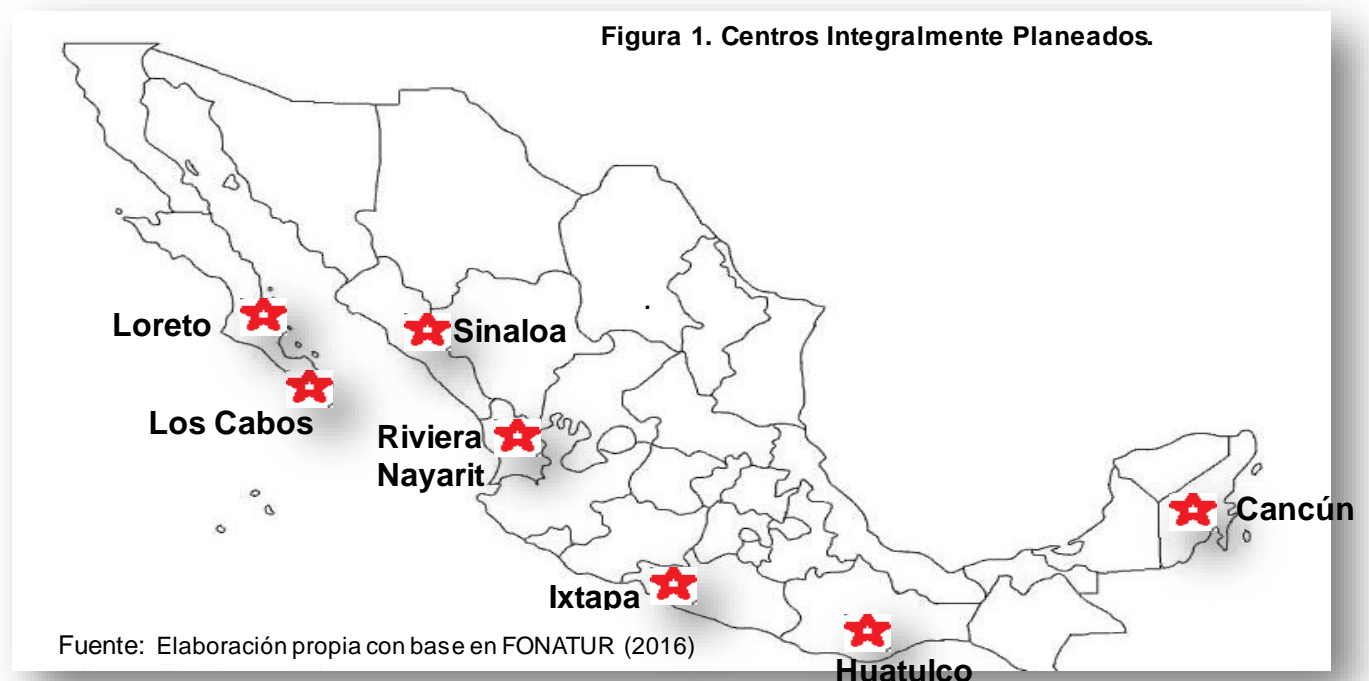 Figura 1. Centros Integralmente Planeados.
Loreto
Sinaloa
Los Cabos
Riviera
Nayarit
Cancún
Ixtapa
Fuente: Elaboración propia con base en FONATUR (2016)
Huatulco